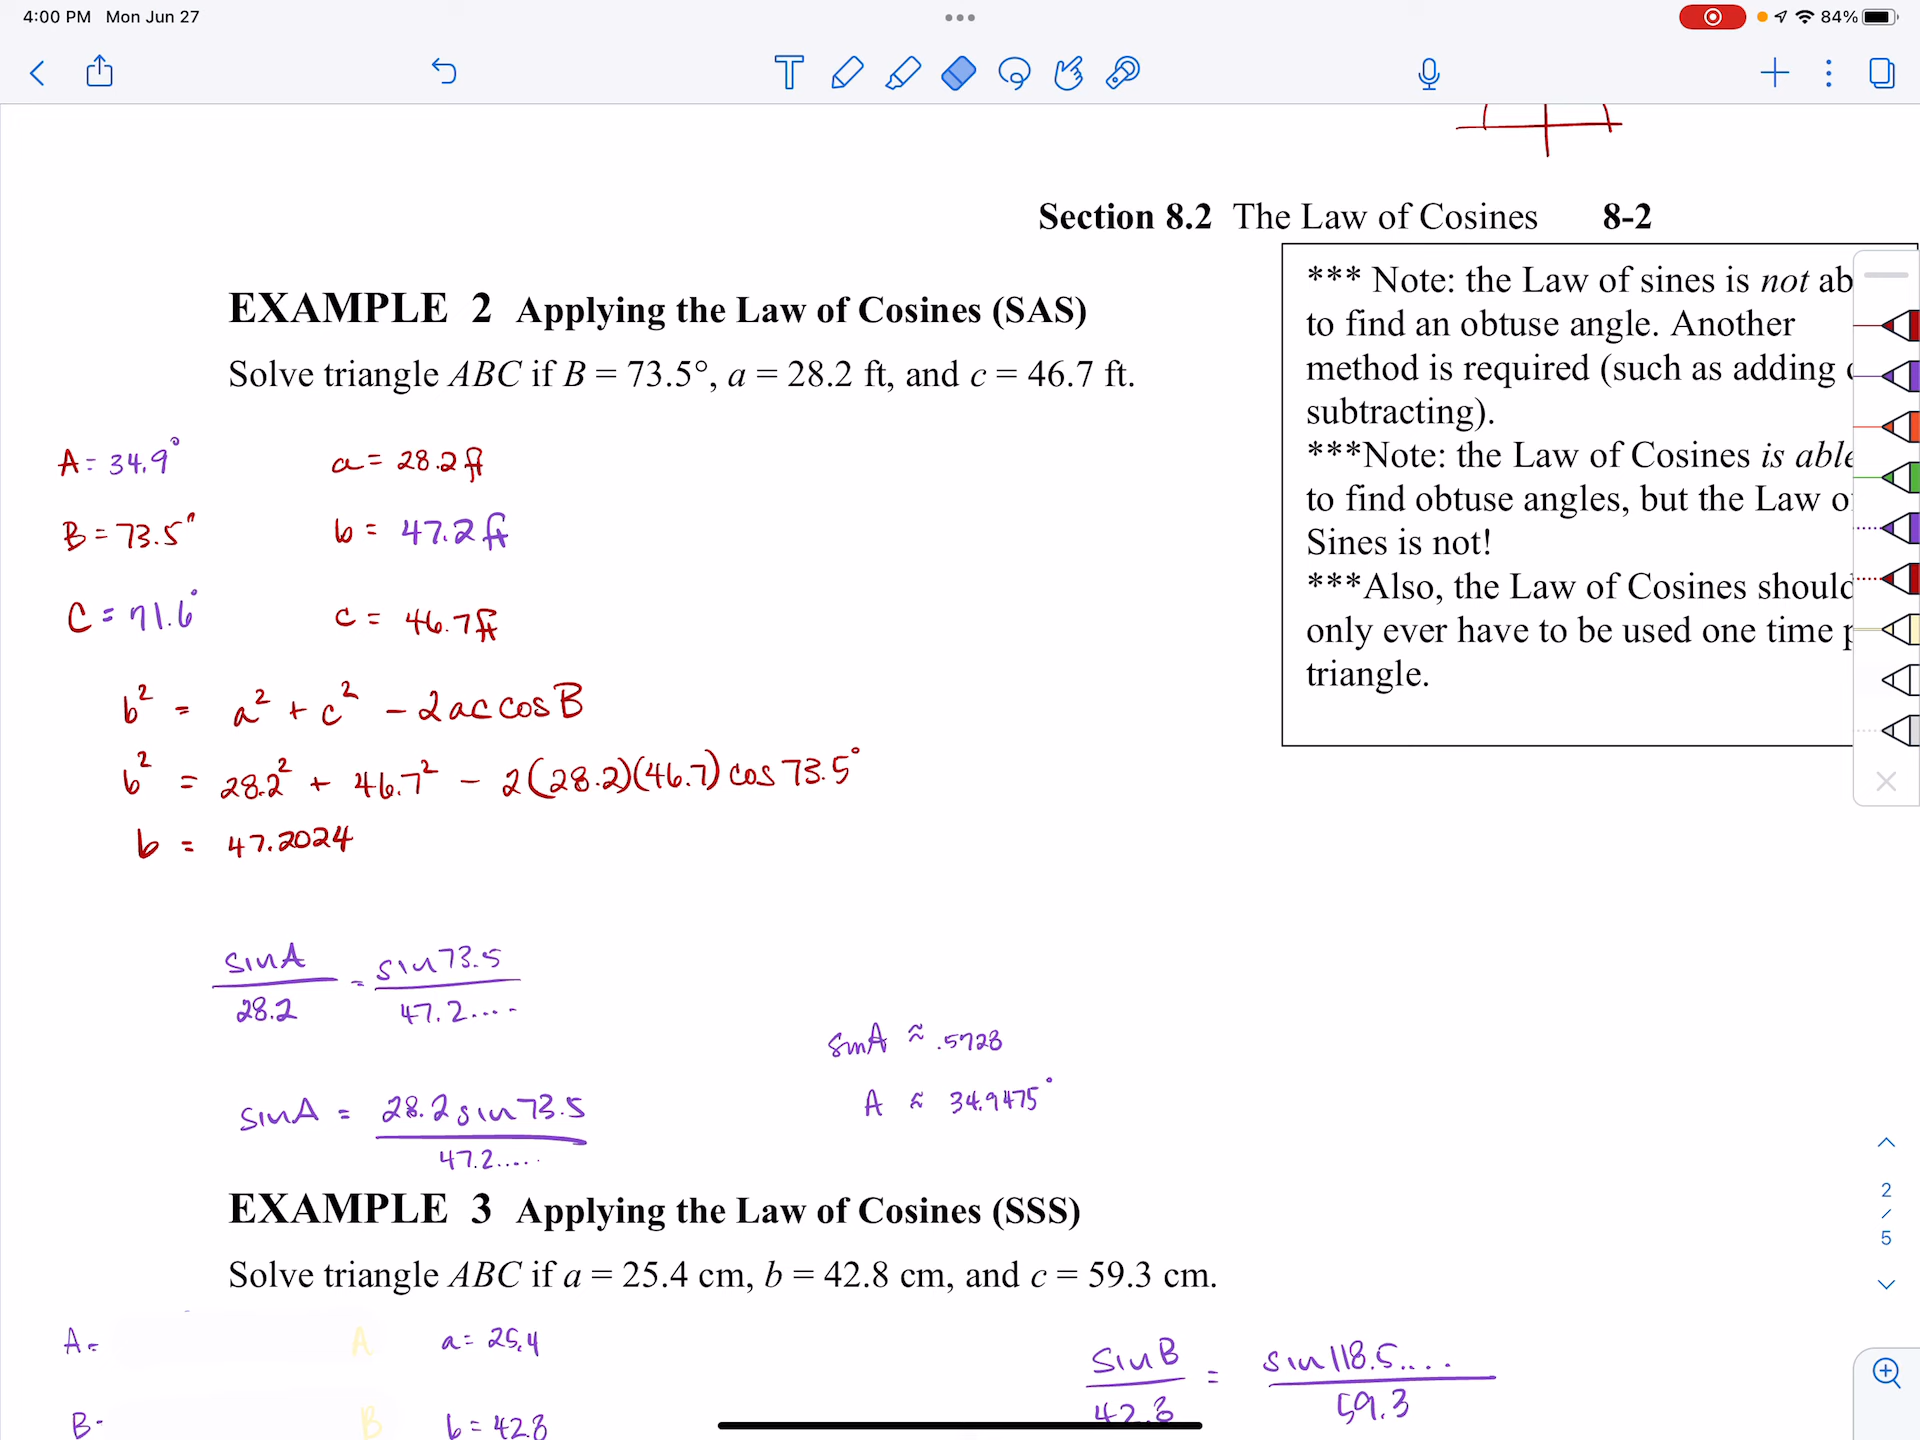 4:00 PM Mon Jun 27
84%
Section 8.2 The Law of Cosines 8-2
EXAMPLE 2 Applying the Law of Cosines (SAS)
Solve triangle ABC if B = 73.5°, a = 28.2 ft, and c = 46.7 ft.
*** Note: the Law of sines is not ab
to find an obtuse angle. Another
method is required (such as adding
subtracting).
***Note: the Law of Cosines is able
to find obtuse angles, but the Law o
Sines is not!
***Also, the Law of Cosines should
only ever have to be used one time p
triangle.
A = 34.9° a = 28.2 ft
B = 73.5° b = 47.2 ft
C = 71.6° c = 46.7 ft
b² = a² + c² - 2ac cos B
b² = 28.2² + 46.7² - 2(28.2)(46.7) cos 73.5°
b = 47.2024
sin A / 28.2 = sin 73.5 / 47.2....
sin A ≈ .5728
sin A = 28.2 sin 73.5 / 47.2.....
A ≈ 34.9475°
EXAMPLE 3 Applying the Law of Cosines (SSS)
Solve triangle ABC if a = 25.4 cm, b = 42.8 cm, and c = 59.3 cm.
A= A a= 25.4
B- B b = 42.8
sin B / 42.8 = sin 118.5.... / 59.3
2
/
5